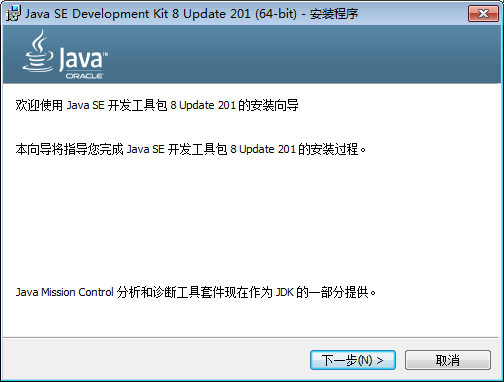 Java SE Development Kit 8 Update 201 (64-bit) - 安装程序
Java™
ORACLE
欢迎使用 Java SE 开发工具包 8 Update 201 的安装向导
本向导将指导您完成 Java SE 开发工具包 8 Update 201 的安装过程。
Java Mission Control 分析和诊断工具套件现在作为 JDK 的一部分提供。
下一步(N) >
取消